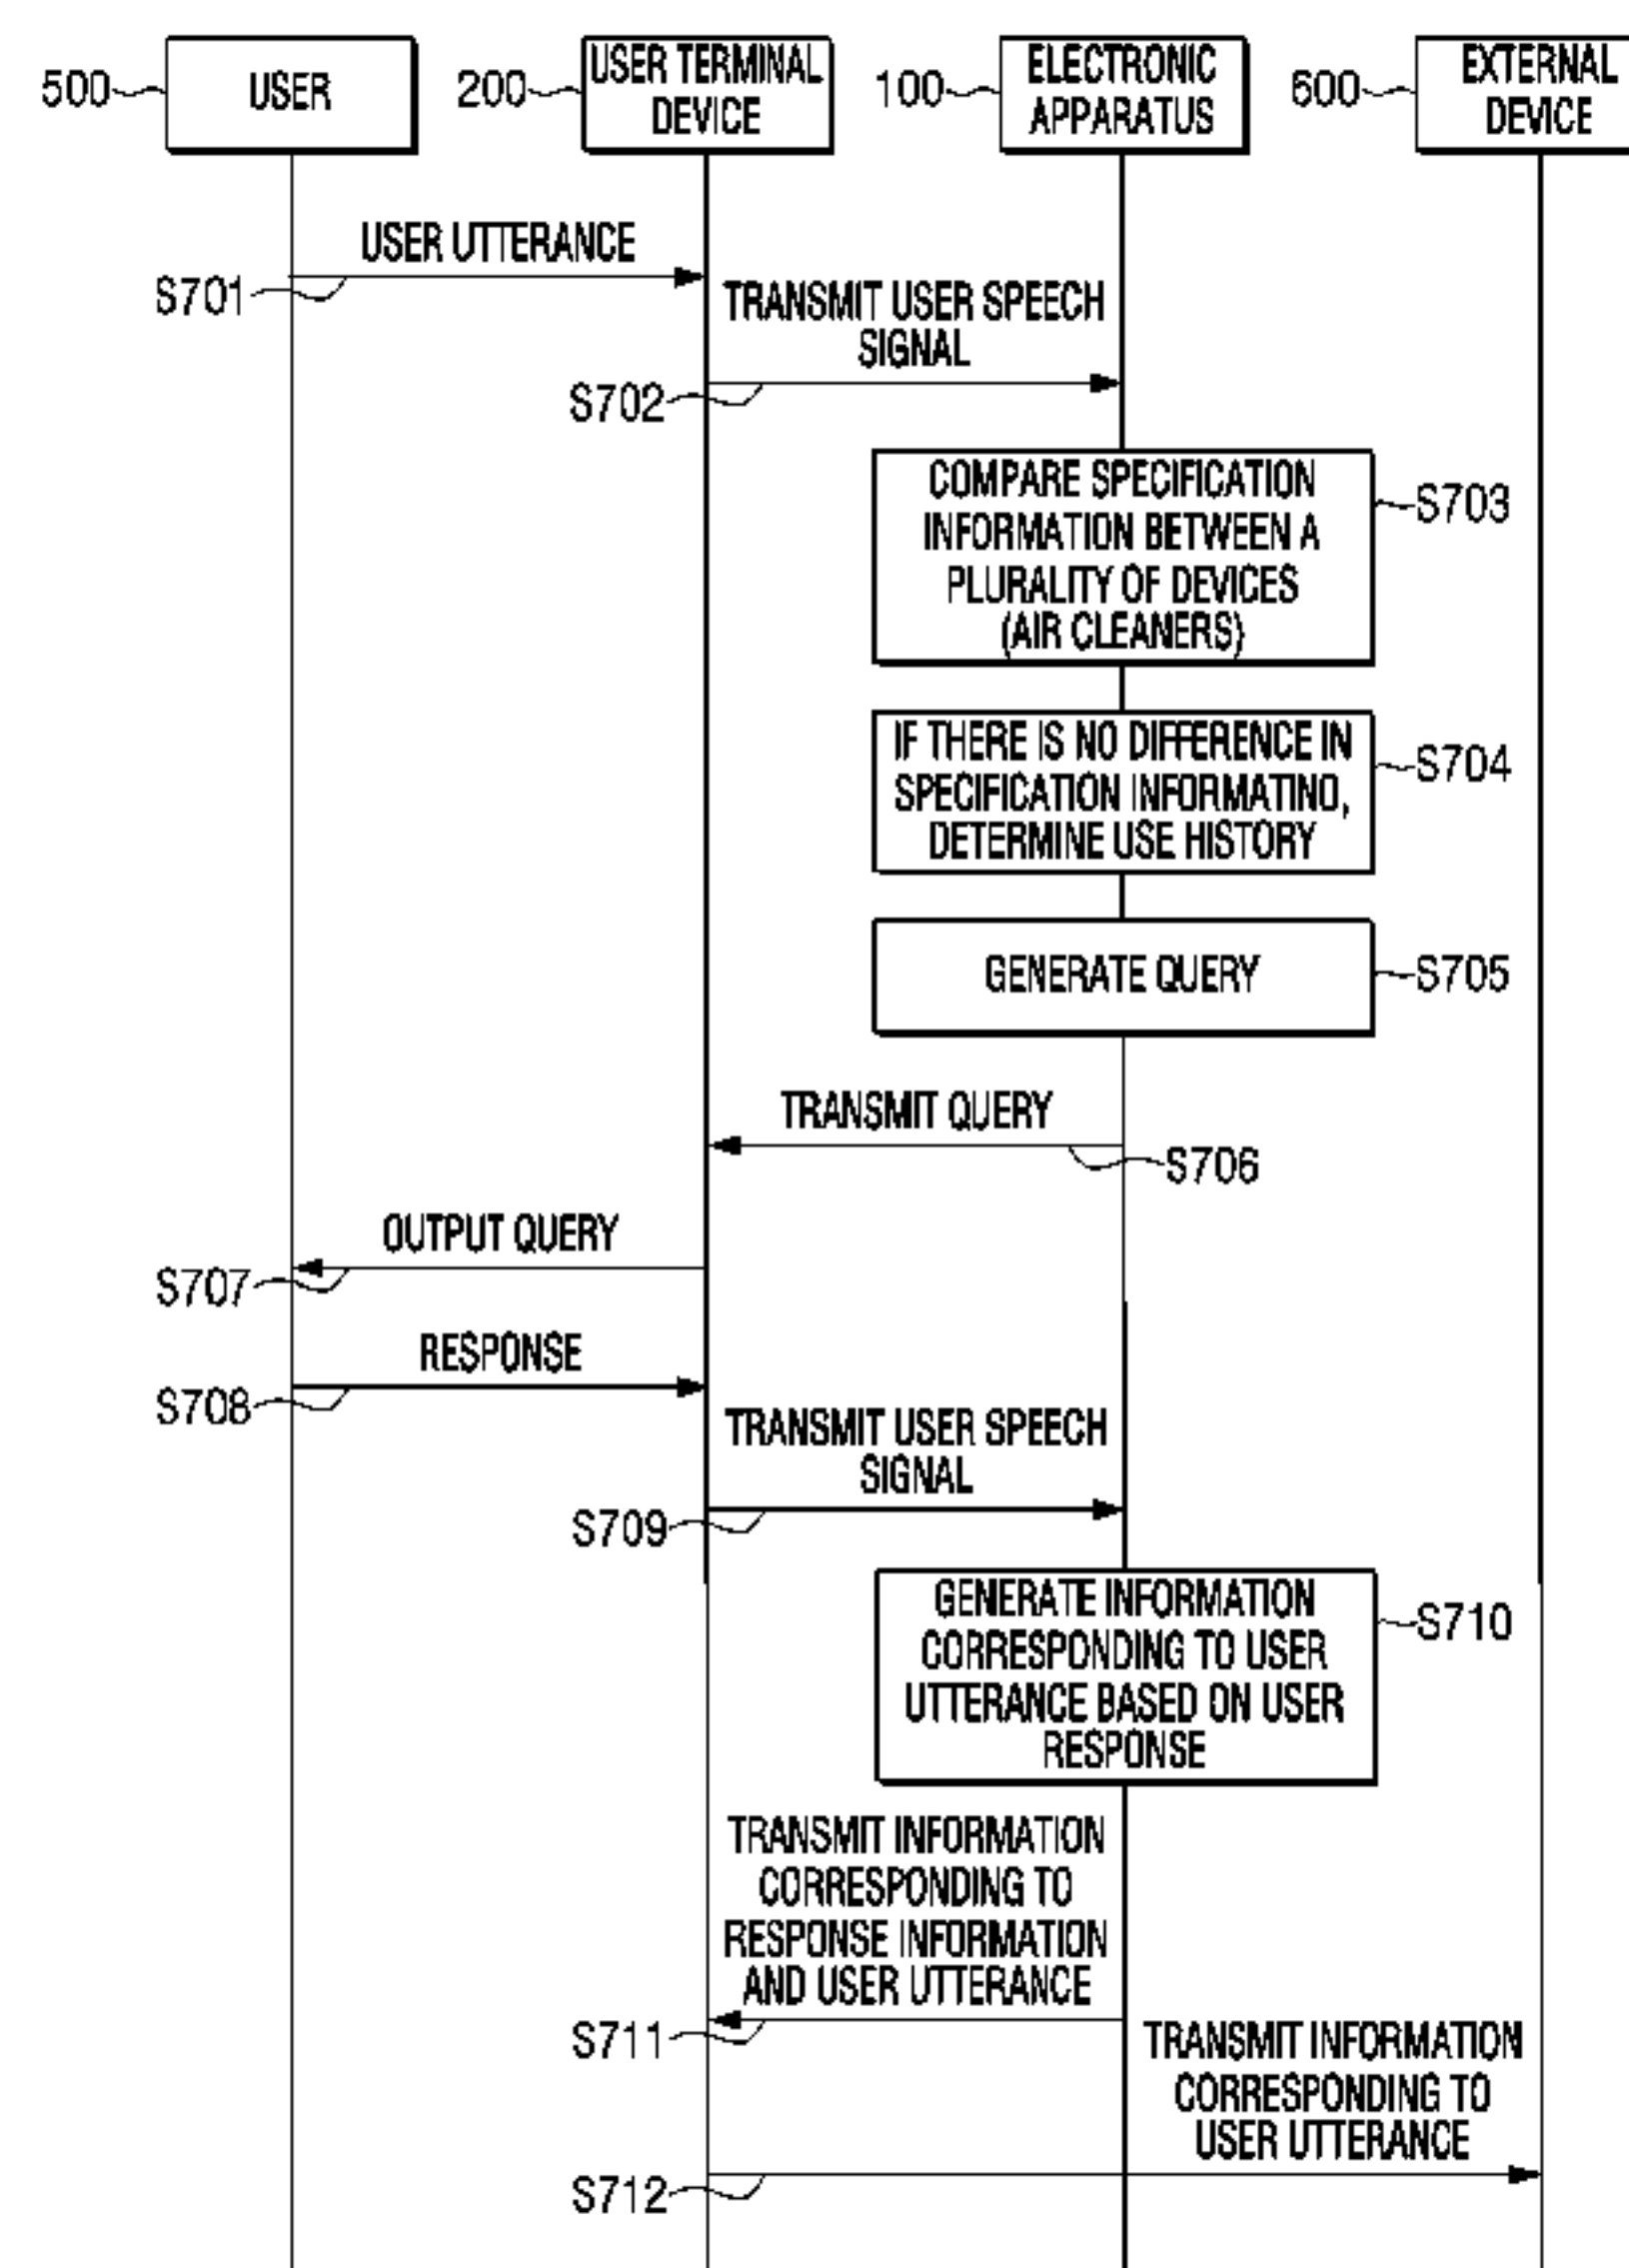 500
USER
200
USER TERMINAL
DEVICE
100
ELECTRONIC
APPARATUS
600
EXTERNAL
DEVICE
USER UTTERANCE
S701
TRANSMIT USER SPEECH
SIGNAL
S702
COMPARE SPECIFICATION
INFORMATION BETWEEN A
PLURALITY OF DEVICES
(AIR CLEANERS)
S703
IF THERE IS NO DIFFERENCE IN
SPECIFICATION INFORMATINO,
DETERMINE USE HISTORY
S704
GENERATE QUERY
S705
TRANSMIT QUERY
S706
OUTPUT QUERY
S707
RESPONSE
S708
TRANSMIT USER SPEECH
SIGNAL
S709
GENERATE INFORMATION
CORRESPONDING TO USER
UTTERANCE BASED ON USER
RESPONSE
S710
TRANSMIT INFORMATION
CORRESPONDING TO
RESPONSE INFORMATION
AND USER UTTERANCE
S711
TRANSMIT INFORMATION
CORRESPONDING TO
USER UTTERANCE
S712